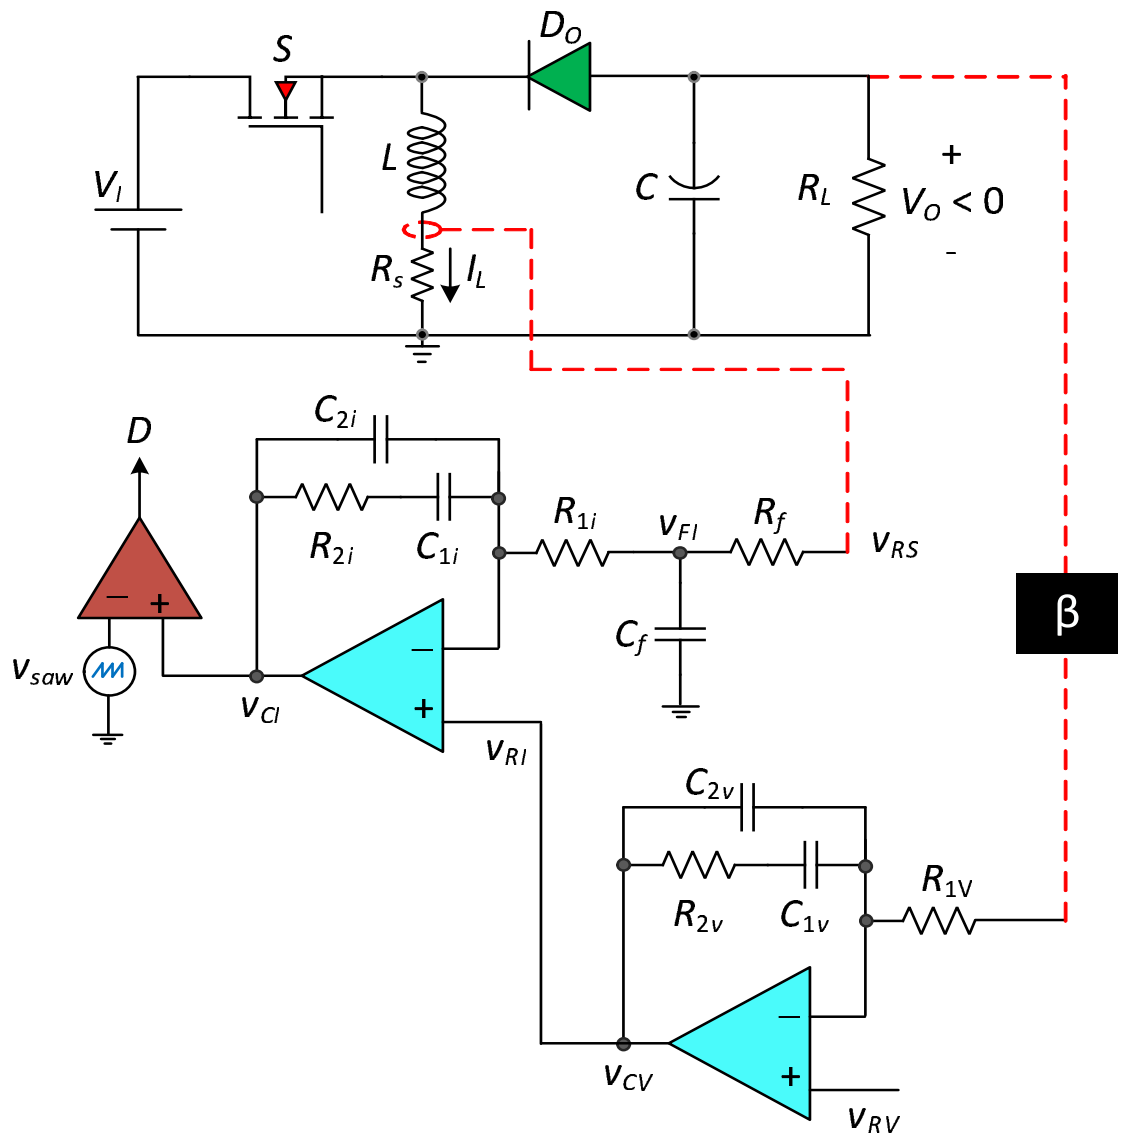 S
D_O
V_I
L
C
R_L
+
V_O < 0
-
R_s
I_L
C_2i
D
R_2i
C_1i
R_1i
v_FI
R_f
v_RS
β
− +
C_f
v_saw
−
+
v_CI
v_RI
C_2v
R_2v
C_1v
R_1V
−
+
v_CV
v_RV